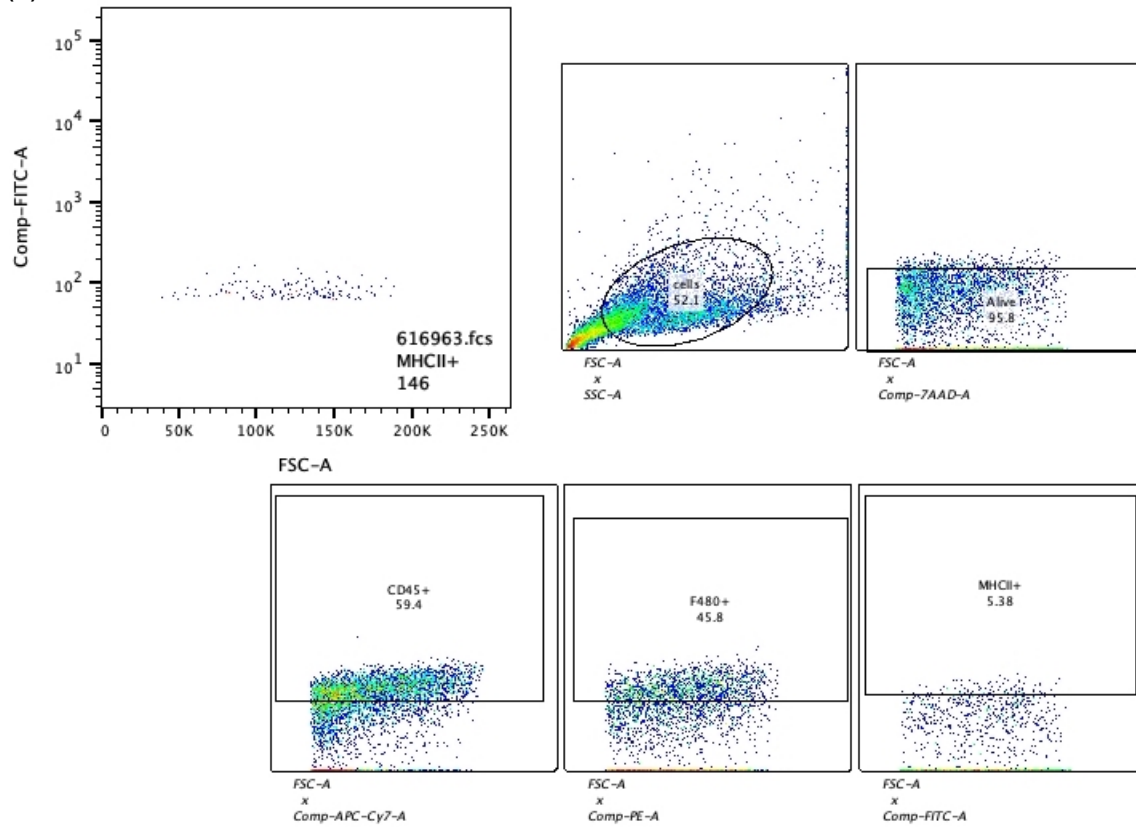 10^5
10^4
10^3
10^2
10^1
Comp-FITC-A
616963.fcs
MHCII+
146
0 50K 100K 150K 200K 250K
FSC-A
cells
52.1
FSC-A
x
SSC-A
Alive
95.8
FSC-A
x
Comp-7AAD-A
CD45+
59.4
FSC-A
x
Comp-APC-Cy7-A
F480+
45.8
FSC-A
x
Comp-PE-A
MHCII+
5.38
FSC-A
x
Comp-FITC-A